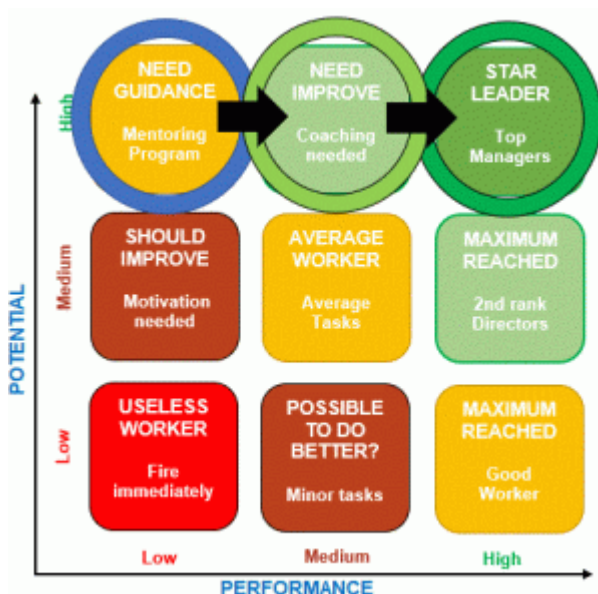 NEED
GUIDANCE
Mentoring
Program
NEED
IMPROVE
Coaching
needed
STAR
LEADER
Top
Managers
High
SHOULD
IMPROVE
Motivation
needed
AVERAGE
WORKER
Average
Tasks
MAXIMUM
REACHED
2nd rank
Directors
Medium
POTENTIAL
USELESS
WORKER
Fire
immediately
POSSIBLE
TO DO
BETTER?
Minor tasks
MAXIMUM
REACHED
Good
Worker
Low
Low
Medium
High
PERFORMANCE